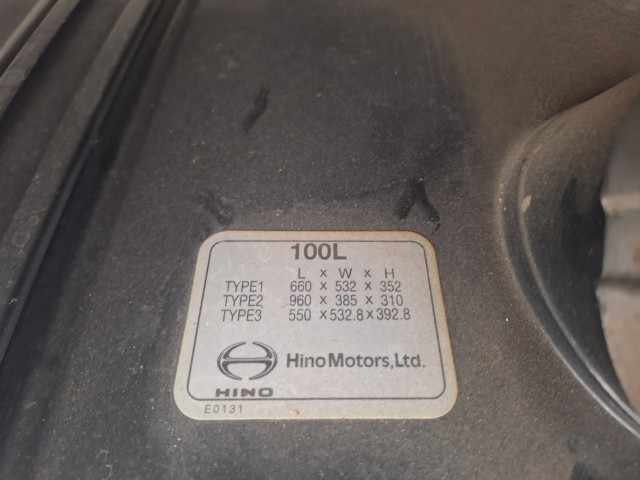 100L
L × W × H
TYPE1 660 × 532 × 352
TYPE2 960 × 385 × 310
TYPE3 550 × 532.8 × 392.8
Hino Motors, Ltd.
HINO
E0131